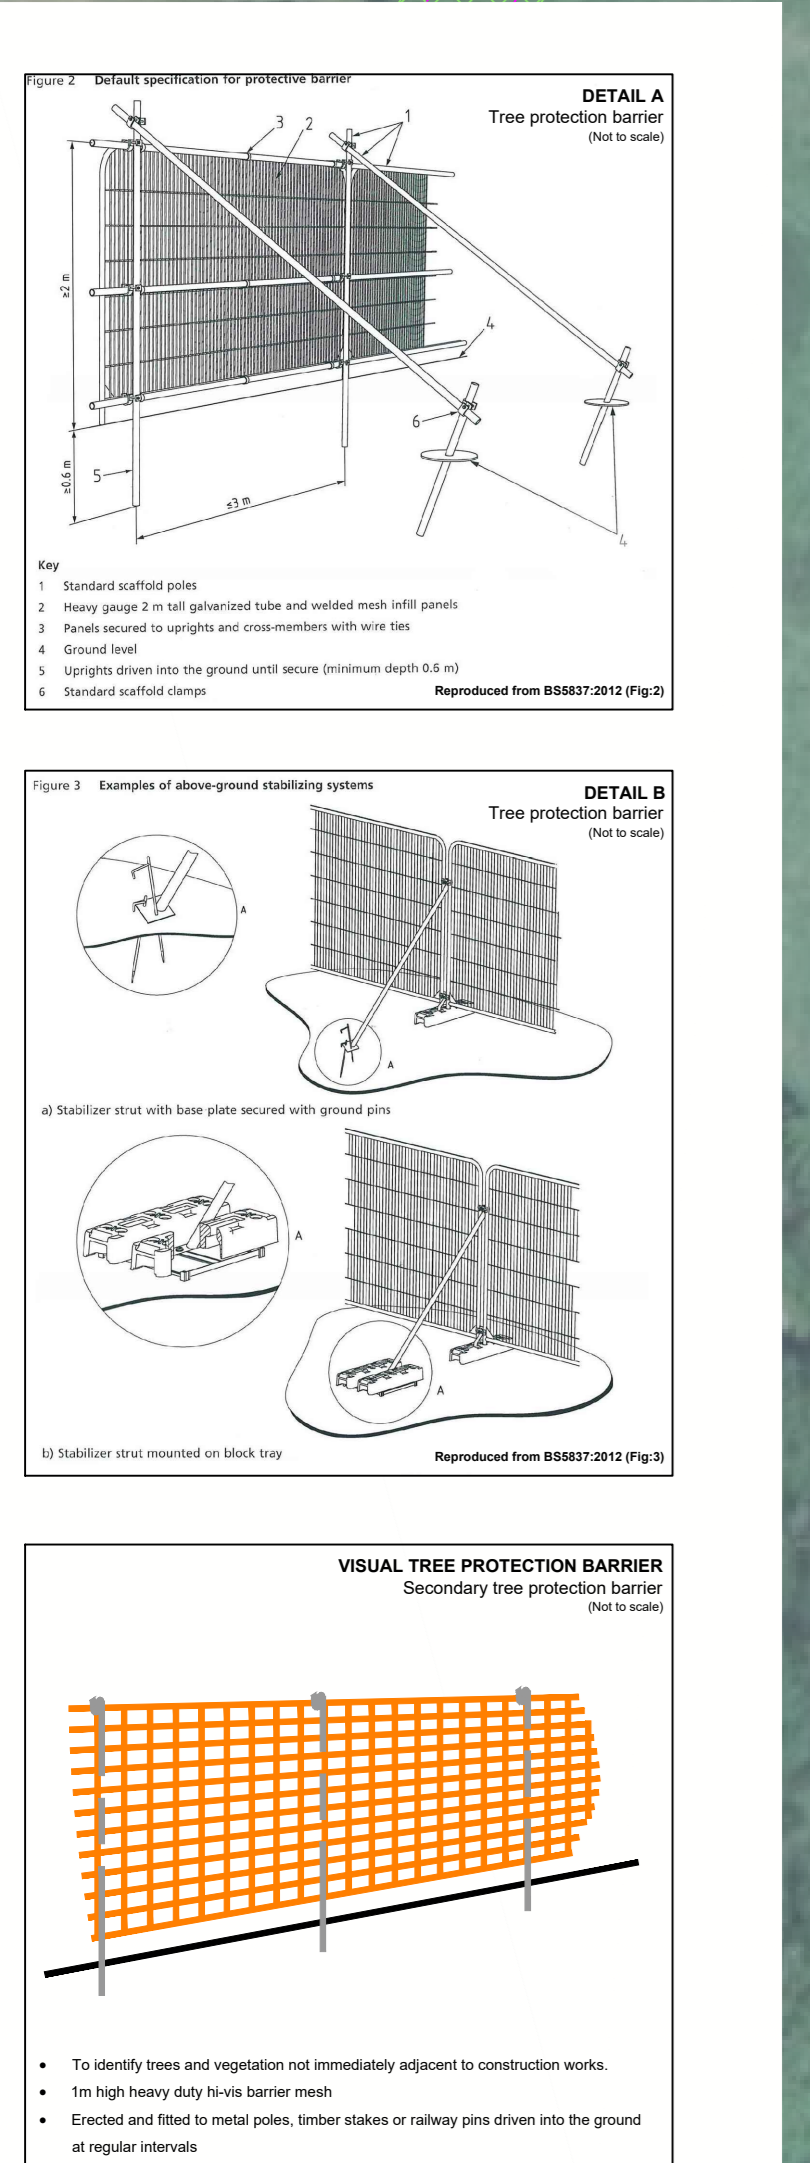 Figure 2 Default specification for protective barrier
DETAIL A
Tree protection barrier
(Not to scale)
3
2
1
≥2 m
4
6
5
≥0.6 m
≤3 m
4
Key
1 Standard scaffold poles
2 Heavy gauge 2 m tall galvanized tube and welded mesh infill panels
3 Panels secured to uprights and cross-members with wire ties
4 Ground level
5 Uprights driven into the ground until secure (minimum depth 0.6 m)
6 Standard scaffold clamps
Reproduced from BS5837:2012 (Fig:2)
Figure 3 Examples of above-ground stabilizing systems
DETAIL B
Tree protection barrier
(Not to scale)
A
A
a) Stabilizer strut with base plate secured with ground pins
A
A
b) Stabilizer strut mounted on block tray
Reproduced from BS5837:2012 (Fig:3)
VISUAL TREE PROTECTION BARRIER
Secondary tree protection barrier
(Not to scale)
• To identify trees and vegetation not immediately adjacent to construction works.
• 1m high heavy duty hi-vis barrier mesh
• Erected and fitted to metal poles, timber stakes or railway pins driven into the ground
at regular intervals